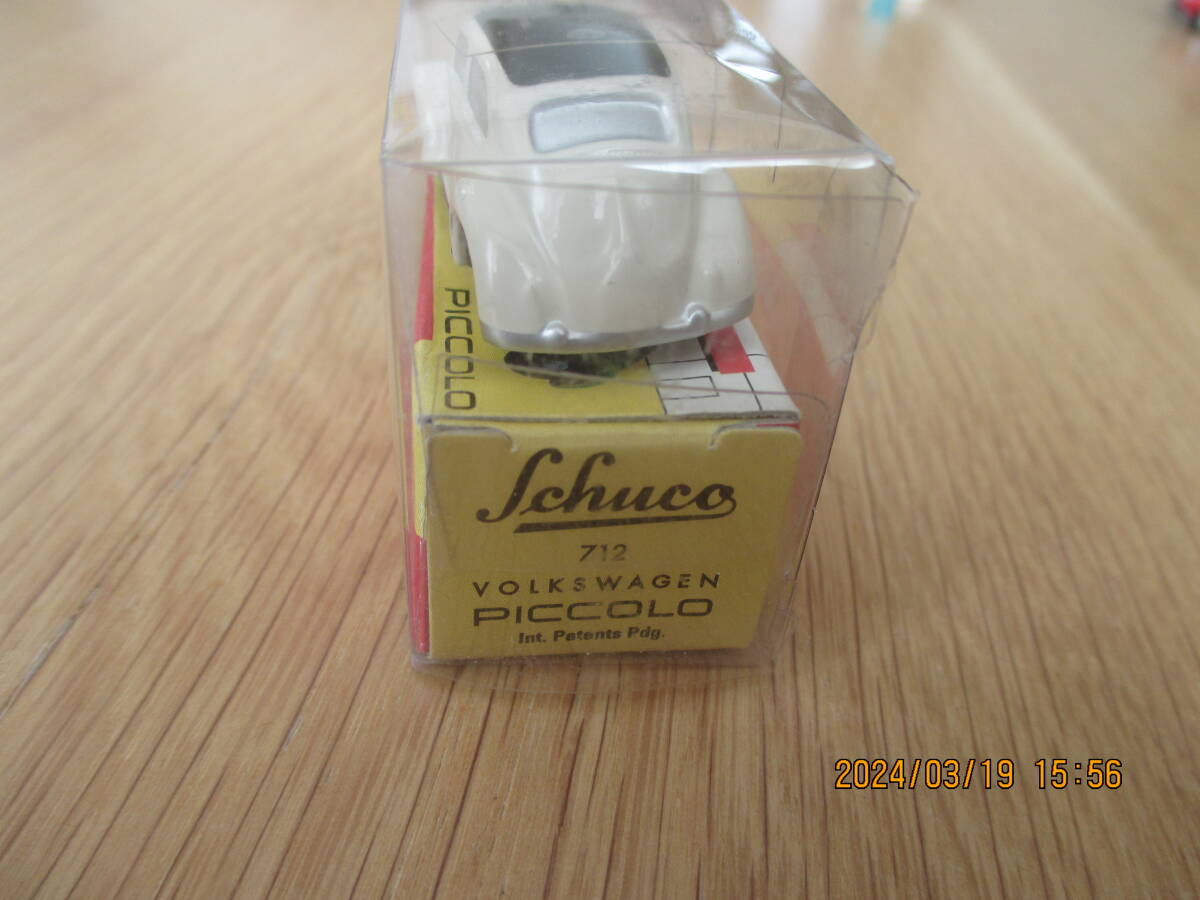 PICCOLO
Schuco
712
VOLKSWAGEN
PICCOLO
Int. Patents Pdg.
2024/03/19 15:56